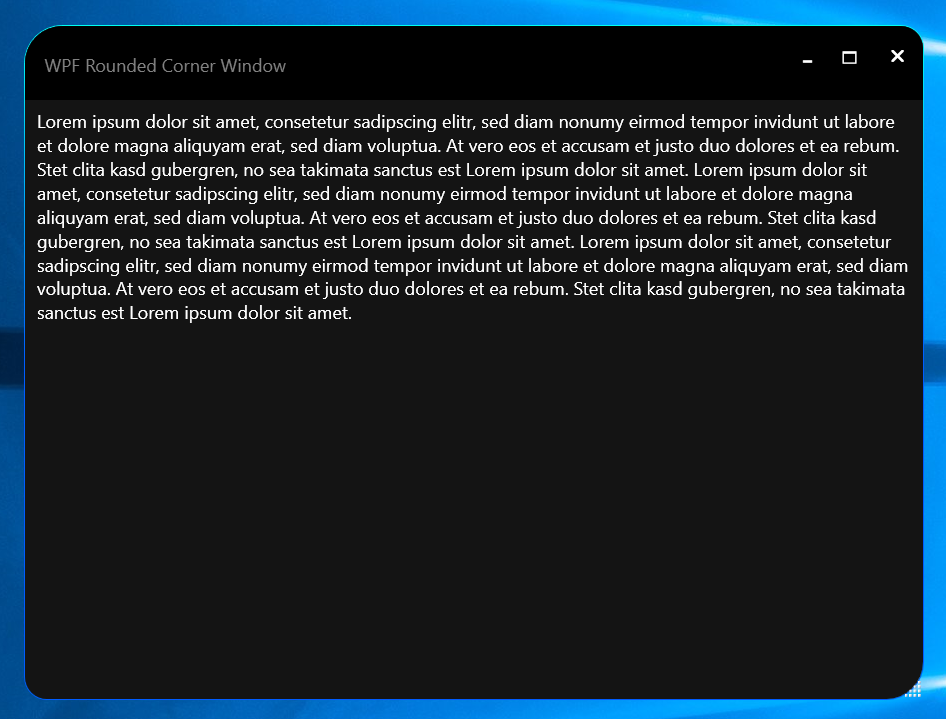 WPF Rounded Corner Window
Lorem ipsum dolor sit amet, consetetur sadipscing elitr, sed diam nonumy eirmod tempor invidunt ut labore
et dolore magna aliquyam erat, sed diam voluptua. At vero eos et accusam et justo duo dolores et ea rebum.
Stet clita kasd gubergren, no sea takimata sanctus est Lorem ipsum dolor sit amet. Lorem ipsum dolor sit
amet, consetetur sadipscing elitr, sed diam nonumy eirmod tempor invidunt ut labore et dolore magna
aliquyam erat, sed diam voluptua. At vero eos et accusam et justo duo dolores et ea rebum. Stet clita kasd
gubergren, no sea takimata sanctus est Lorem ipsum dolor sit amet. Lorem ipsum dolor sit amet, consetetur
sadipscing elitr, sed diam nonumy eirmod tempor invidunt ut labore et dolore magna aliquyam erat, sed diam
voluptua. At vero eos et accusam et justo duo dolores et ea rebum. Stet clita kasd gubergren, no sea takimata
sanctus est Lorem ipsum dolor sit amet.